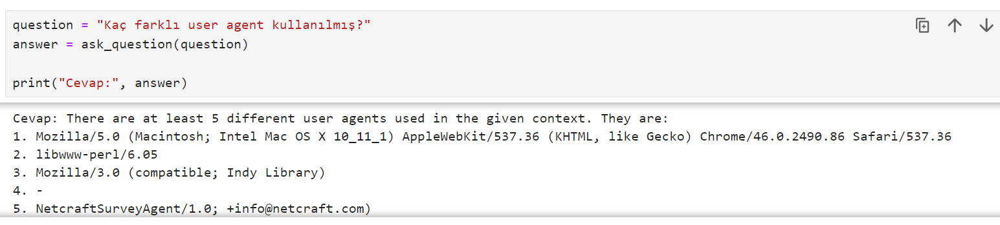 question = "Kaç farklı user agent kullanılmış?"
answer = ask_question(question)
print("Cevap:", answer)
Cevap: There are at least 5 different user agents used in the given context. They are:
1. Mozilla/5.0 (Macintosh; Intel Mac OS X 10_11_1) AppleWebKit/537.36 (KHTML, like Gecko) Chrome/46.0.2490.86 Safari/537.36
2. libwww-perl/6.05
3. Mozilla/3.0 (compatible; Indy Library)
4. -
5. NetcraftSurveyAgent/1.0; +info@netcraft.com)